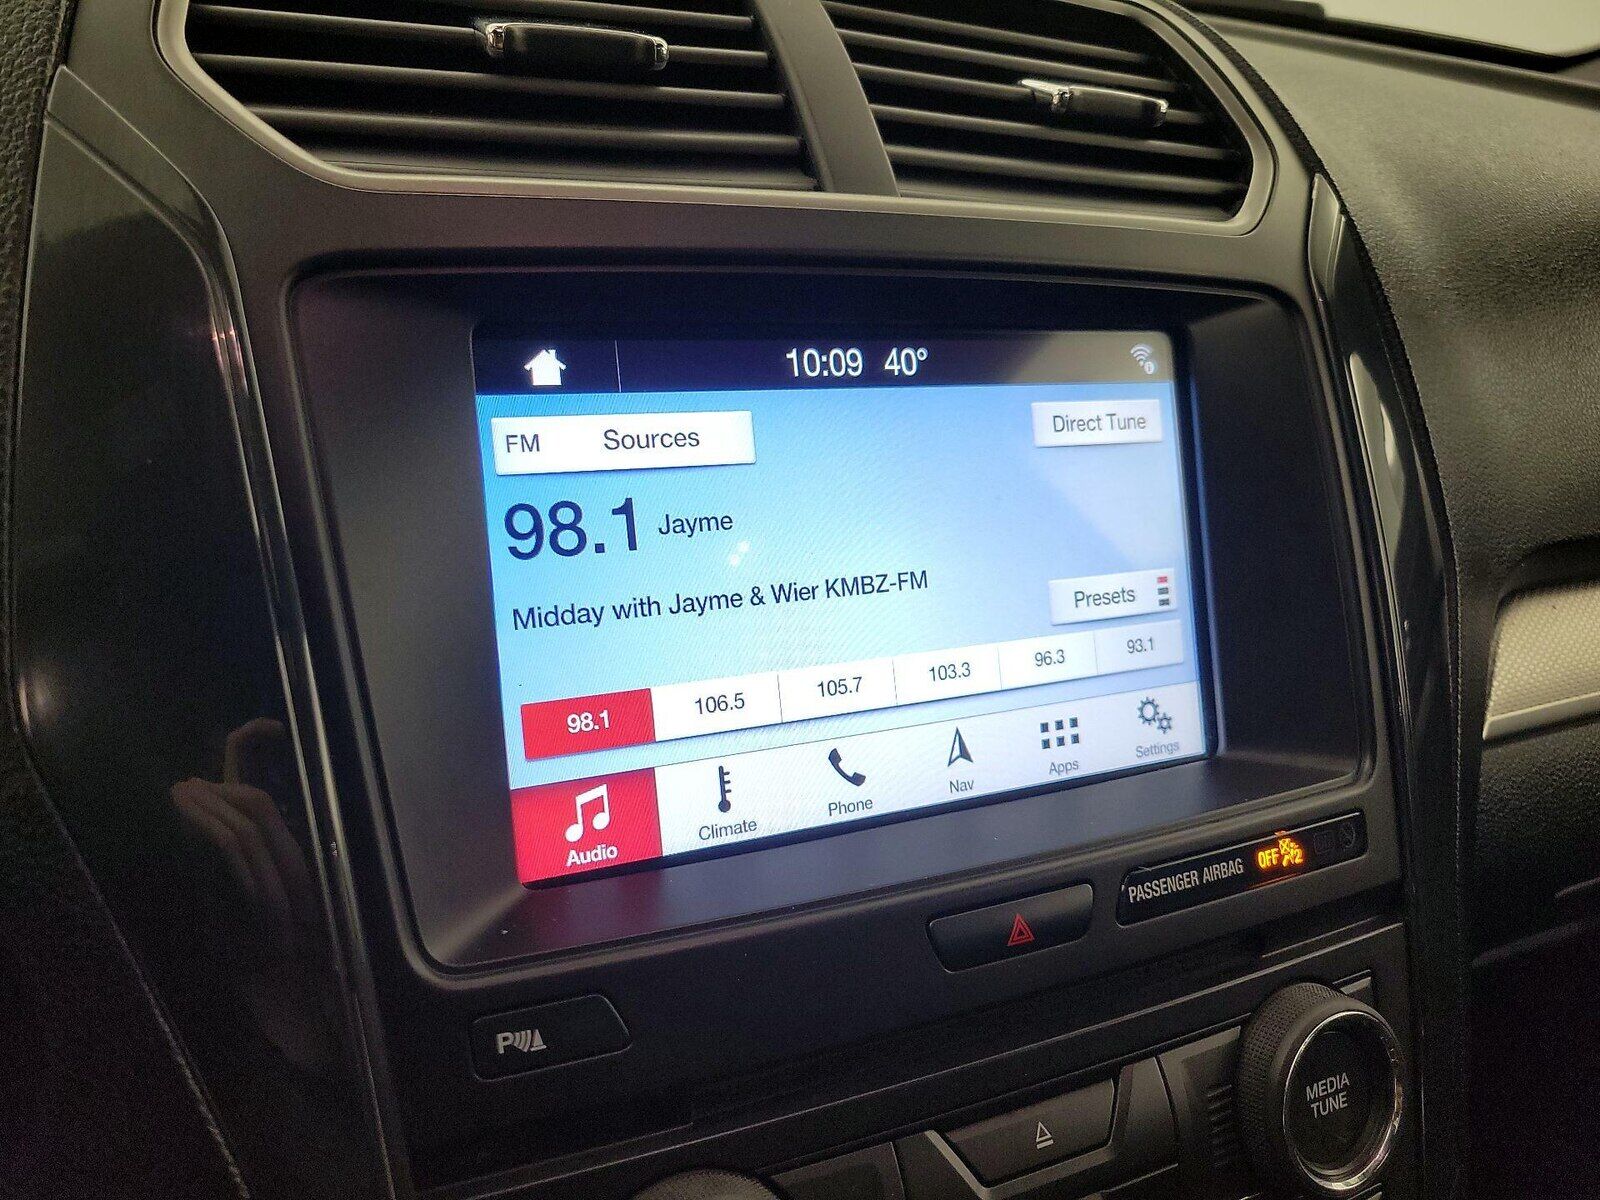 10:09 40°
FM Sources
Direct Tune
98.1 Jayme
Midday with Jayme & Wier KMBZ-FM
Presets
98.1 106.5 105.7 103.3 96.3 93.1
Audio Climate Phone Nav Apps Settings
PASSENGER AIRBAG OFF
P
MEDIA
TUNE